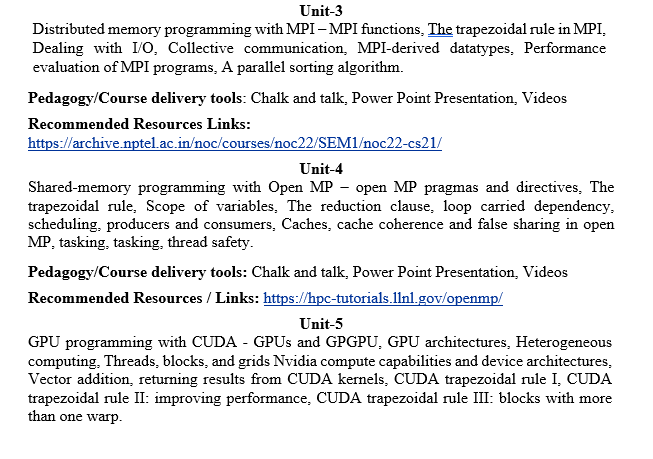 Unit-3
Distributed memory programming with MPI – MPI functions, The trapezoidal rule in MPI,
Dealing with I/O, Collective communication, MPI-derived datatypes, Performance
evaluation of MPI programs, A parallel sorting algorithm.
Pedagogy/Course delivery tools: Chalk and talk, Power Point Presentation, Videos
Recommended Resources Links:
https://archive.nptel.ac.in/noc/courses/noc22/SEM1/noc22-cs21/
Unit-4
Shared-memory programming with Open MP – open MP pragmas and directives, The
trapezoidal rule, Scope of variables, The reduction clause, loop carried dependency,
scheduling, producers and consumers, Caches, cache coherence and false sharing in open
MP, tasking, tasking, thread safety.
Pedagogy/Course delivery tools: Chalk and talk, Power Point Presentation, Videos
Recommended Resources / Links: https://hpc-tutorials.llnl.gov/openmp/
Unit-5
GPU programming with CUDA - GPUs and GPGPU, GPU architectures, Heterogeneous
computing, Threads, blocks, and grids Nvidia compute capabilities and device architectures,
Vector addition, returning results from CUDA kernels, CUDA trapezoidal rule I, CUDA
trapezoidal rule II: improving performance, CUDA trapezoidal rule III: blocks with more
than one warp.